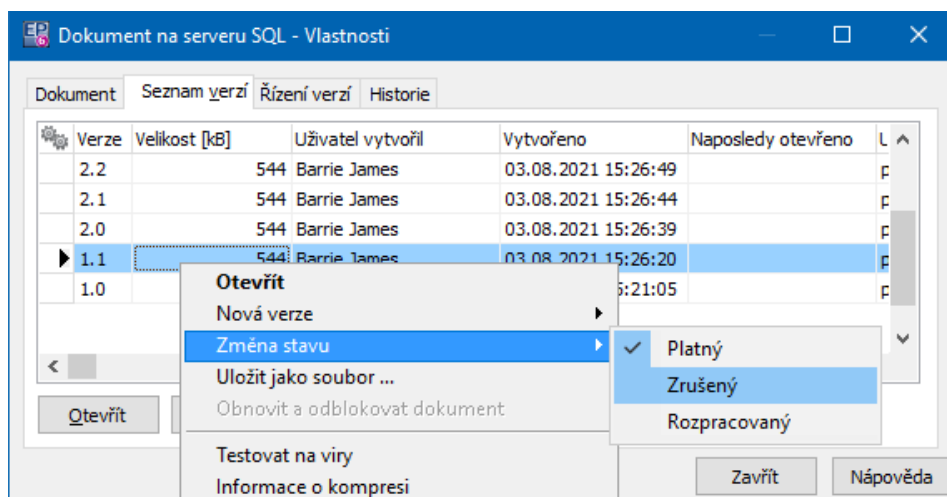 Dokument na serveru SQL - Vlastnosti
Dokument Seznam verzí Řízení verzí Historie
Verze Velikost [kB] Uživatel vytvořil Vytvořeno Naposledy otevřeno
2.2 544 Barrie James 03.08.2021 15:26:49
2.1 544 Barrie James 03.08.2021 15:26:44
2.0 544 Barrie James 03.08.2021 15:26:39
1.1 544 Barrie James 03.08.2021 15:26:20
1.0 5:21:05
Otevřít
Nová verze
Změna stavu
Platný
Uložit jako soubor ...
Zrušený
Otevřít
Obnovit a odblokovat dokument
Rozpracovaný
Testovat na viry
Informace o kompresi
Zavřít Nápověda